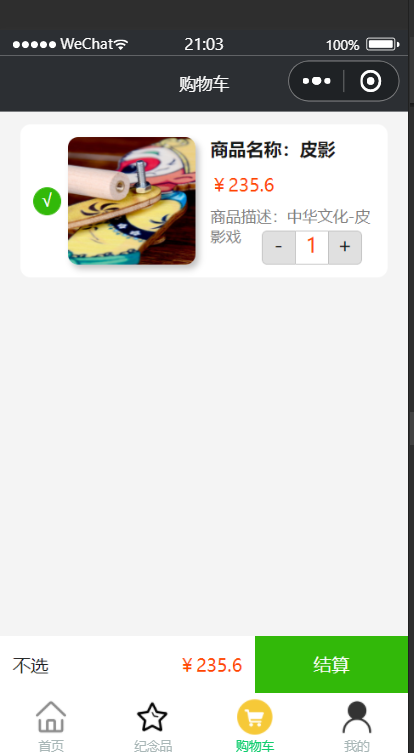 WeChat 21:03 100%
购物车
商品名称：皮影
√
￥235.6
商品描述：中华文化-皮
影戏
- 1 +
不选 ￥235.6 结算
首页 纪念品 购物车 我的